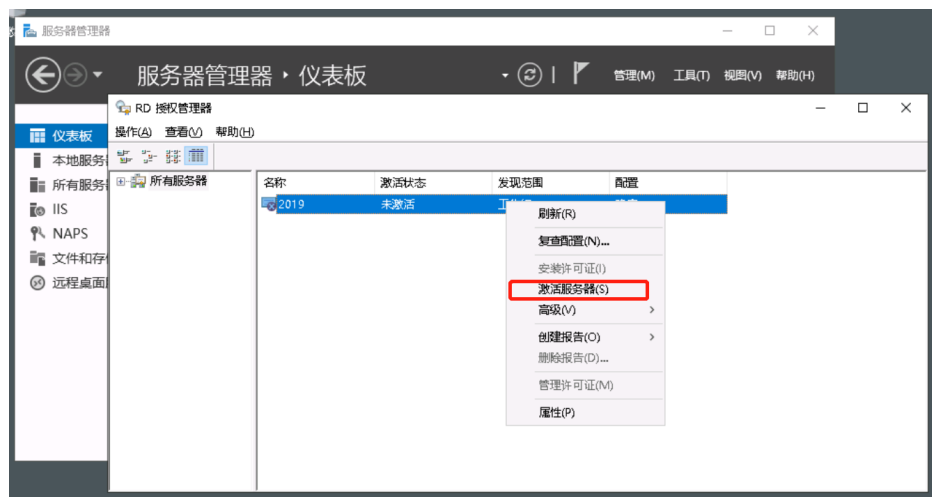 服务器管理器
服务器管理器 · 仪表板
管理(M) 工具(T) 视图(V) 帮助(H)
RD 授权管理器
操作(A) 查看(V) 帮助(H)
仪表板
本地服务
所有服务
IIS
NAPS
文件和存
远程桌面
所有服务器
名称 激活状态 发现范围 配置
2019 未激活
刷新(R)
复查配置(N)...
安装许可证(I)
激活服务器(S)
高级(V)
创建报告(O)
删除报告(D)...
管理许可证(M)
属性(P)